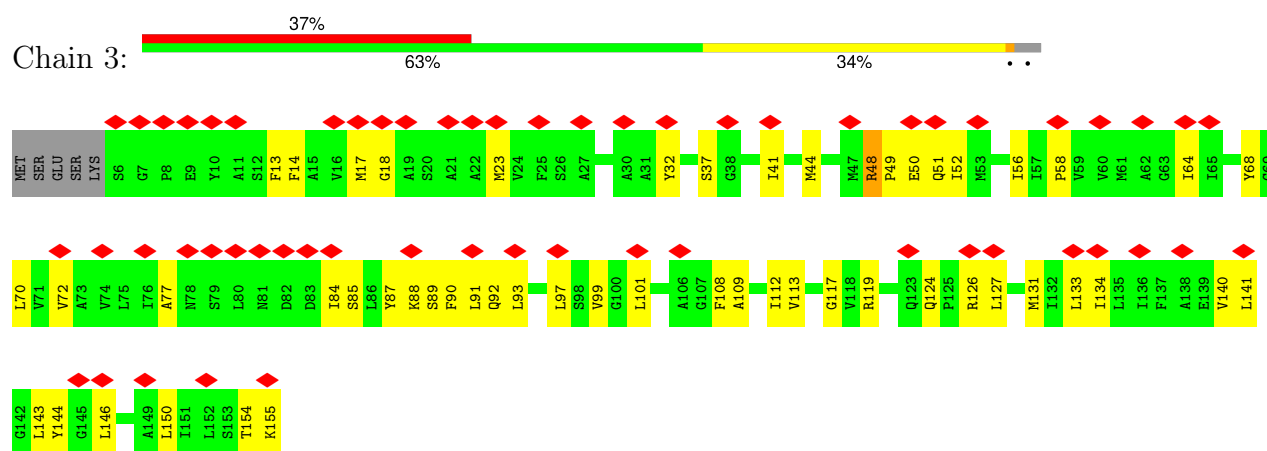 37%
Chain 3:
63% 34% • •
MET SER GLU SER LYS S6 G7 P8 E9 Y10 A11 S12 F13 F14 A15 V16 M17 G18 A19 S20 A21 A22 M23 V24 F25 S26 A27 A30 A31 Y32 S37 G38 I41 M44 M47 R48 P49 E50 Q51 I52 M53 I56 I57 P58 V59 V60 M61 A62 G63 I64 I65 Y68
L70 V71 V72 A73 V74 L75 I76 A77 N78 S79 L80 N81 D82 D83 I84 S85 L86 Y87 K88 S89 F90 L91 Q92 L93 L97 S98 V99 G100 L101 A106 G107 F108 A109 I112 V113 G117 V118 R119 Q123 Q124 P125 R126 L127 M131 I132 L133 I134 L135 I136 F137 A138 E139 V140 L141
G142 L143 Y144 G145 L146 A149 L150 I151 L152 S153 T154 K155